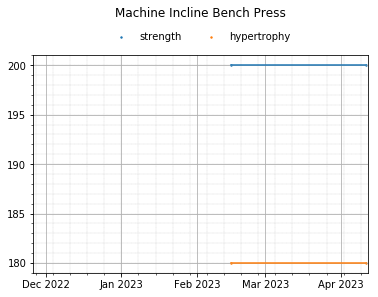 Machine Incline Bench Press
strength hypertrophy
200
195
190
185
180
Dec 2022 Jan 2023 Feb 2023 Mar 2023 Apr 2023